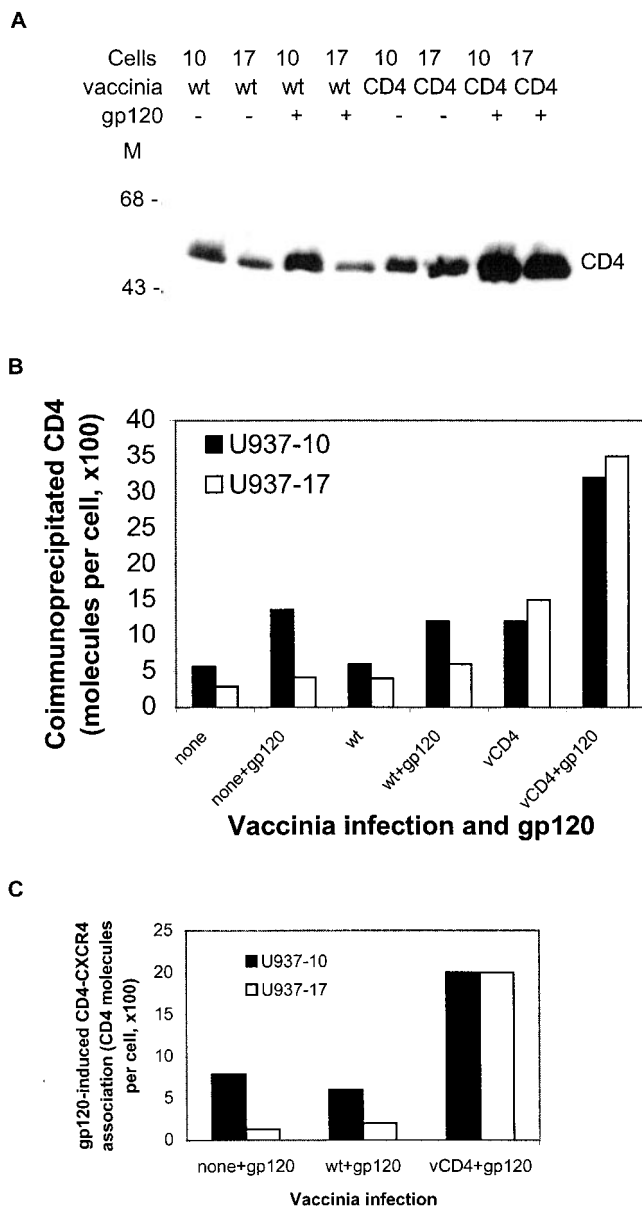 A
Cells 10 17 10 17 10 17 10 17
vaccinia wt wt wt wt CD4 CD4 CD4 CD4
gp120 - - + + - - + +
M
68 -
CD4
43 -
B
Coimmunoprecipitated CD4
(molecules per cell, x100)
40
35
30
25
20
15
10
5
0
U937-10
U937-17
none
none+gp120
wt
wt+gp120
vCD4
vCD4+gp120
Vaccinia infection and gp120
C
gp120-induced CD4-CXCR4
association (CD4 molecules
per cell, x100)
25
20
15
10
5
0
U937-10
U937-17
none+gp120 wt+gp120 vCD4+gp120
Vaccinia infection